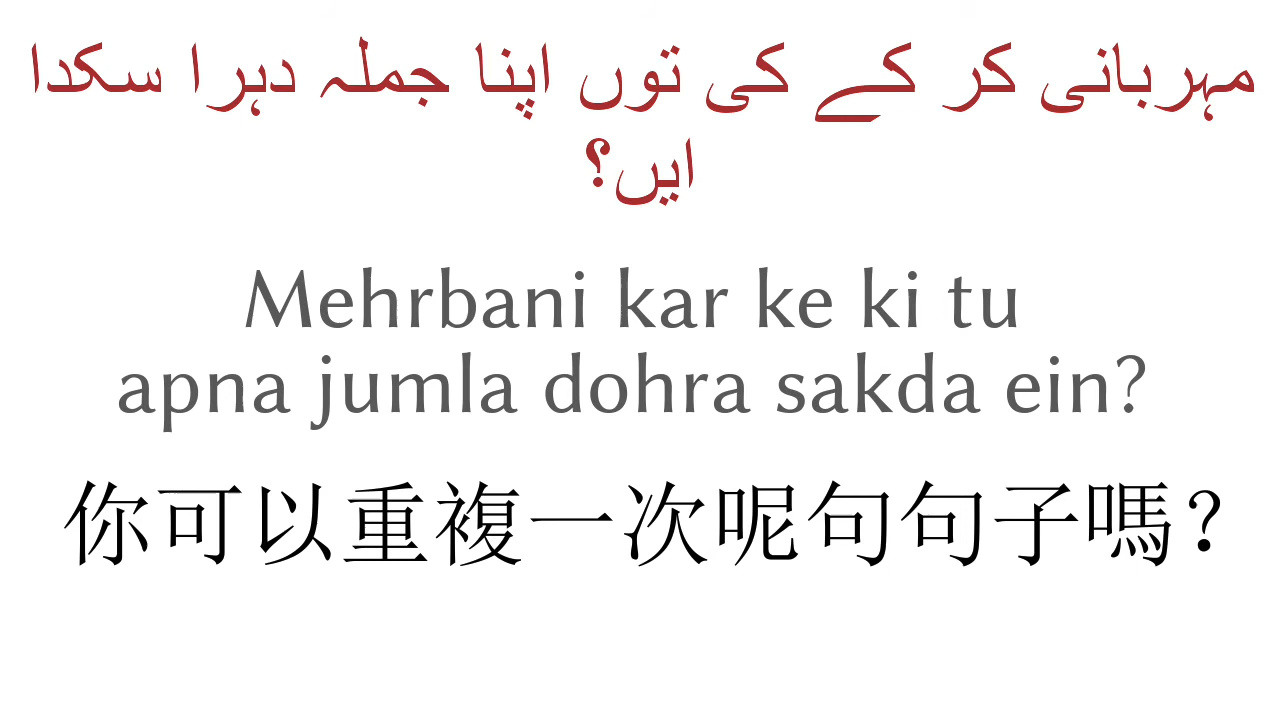 مہربانی کر کے کی توں اپنا جملہ دہرا سکدا
ایں؟
Mehrbani kar ke ki tu
apna jumla dohra sakda ein?
你可以重複一次呢句句子嗎？